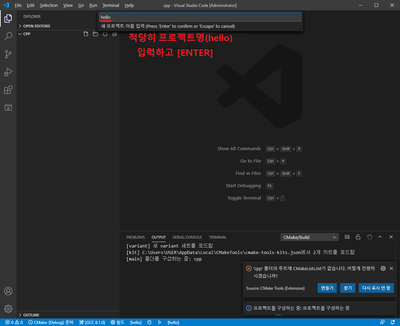 File Edit Selection View Go Run Terminal Help
cpp - Visual Studio Code [Administrator]
hello
새 프로젝트 이름 입력 (Press 'Enter' to confirm or 'Escape' to cancel)
EXPLORER
OPEN EDITORS
CPP
적당히 프로젝트명(hello)
입력하고 [ENTER]
Show All Commands Ctrl + Shift + P
Go to File Ctrl + P
Find in Files Ctrl + Shift + F
Start Debugging F5
Toggle Terminal Ctrl +
PROBLEMS OUTPUT DEBUG CONSOLE TERMINAL
CMake/Build
[variant] 새 variant 세트를 로드함
[kit] C:\Users\USER\AppData\Local\CMakeTools\cmake-tools-kits.json에서 2개 키트를 로드함
[main] 폴더를 구성하는 중: cpp
'cpp' 폴더의 루트에 CMakeLists.txt가 없습니다. 어떻게 진행하시겠습니까?
Source: CMake Tools (Extension)
만들기
찾기
다시 표시 안 함
프로젝트를 구성하는 중: 프로젝트를 구성하는 중
OUTLINE
0 0 CMake: [Debug]: 준비 [GCC 8.1.0] 빌드 [hello] [hello]